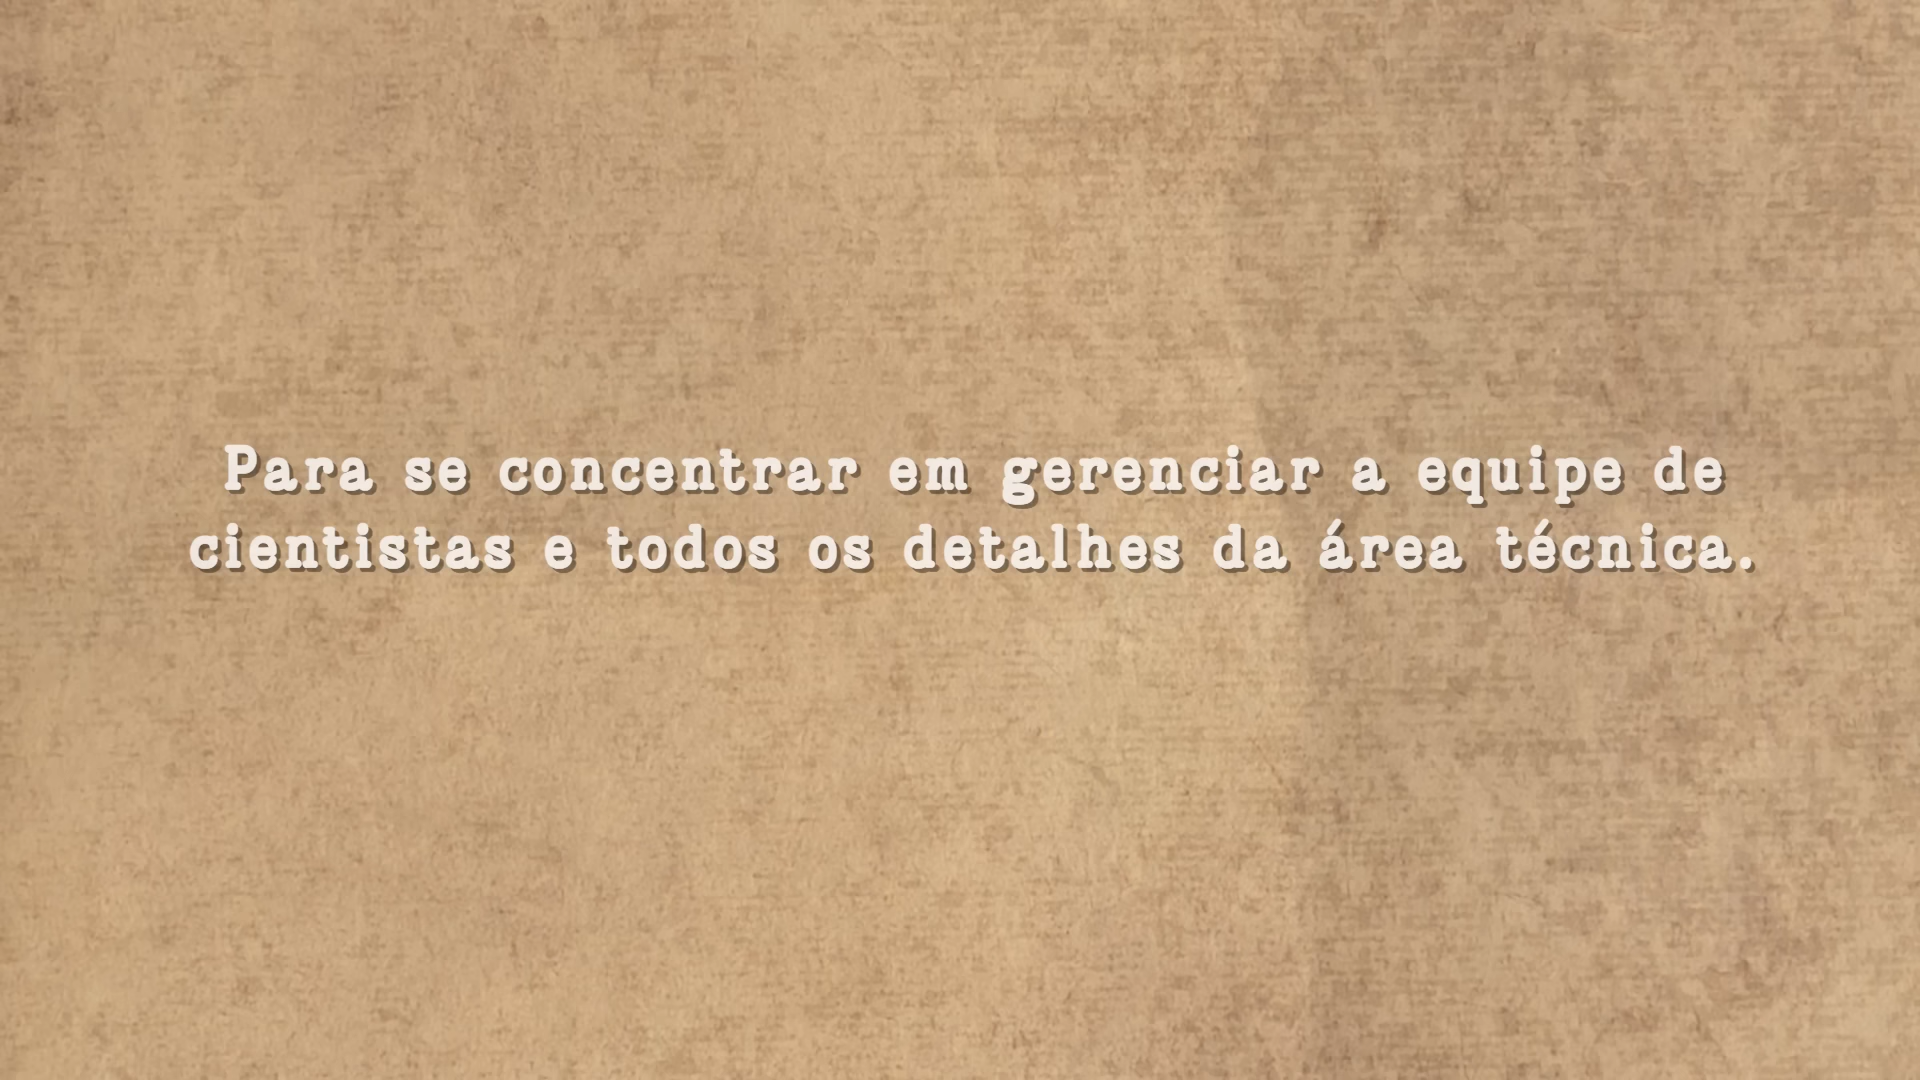 Para se concentrar em gerenciar a equipe de
cientistas e todos os detalhes da área técnica.